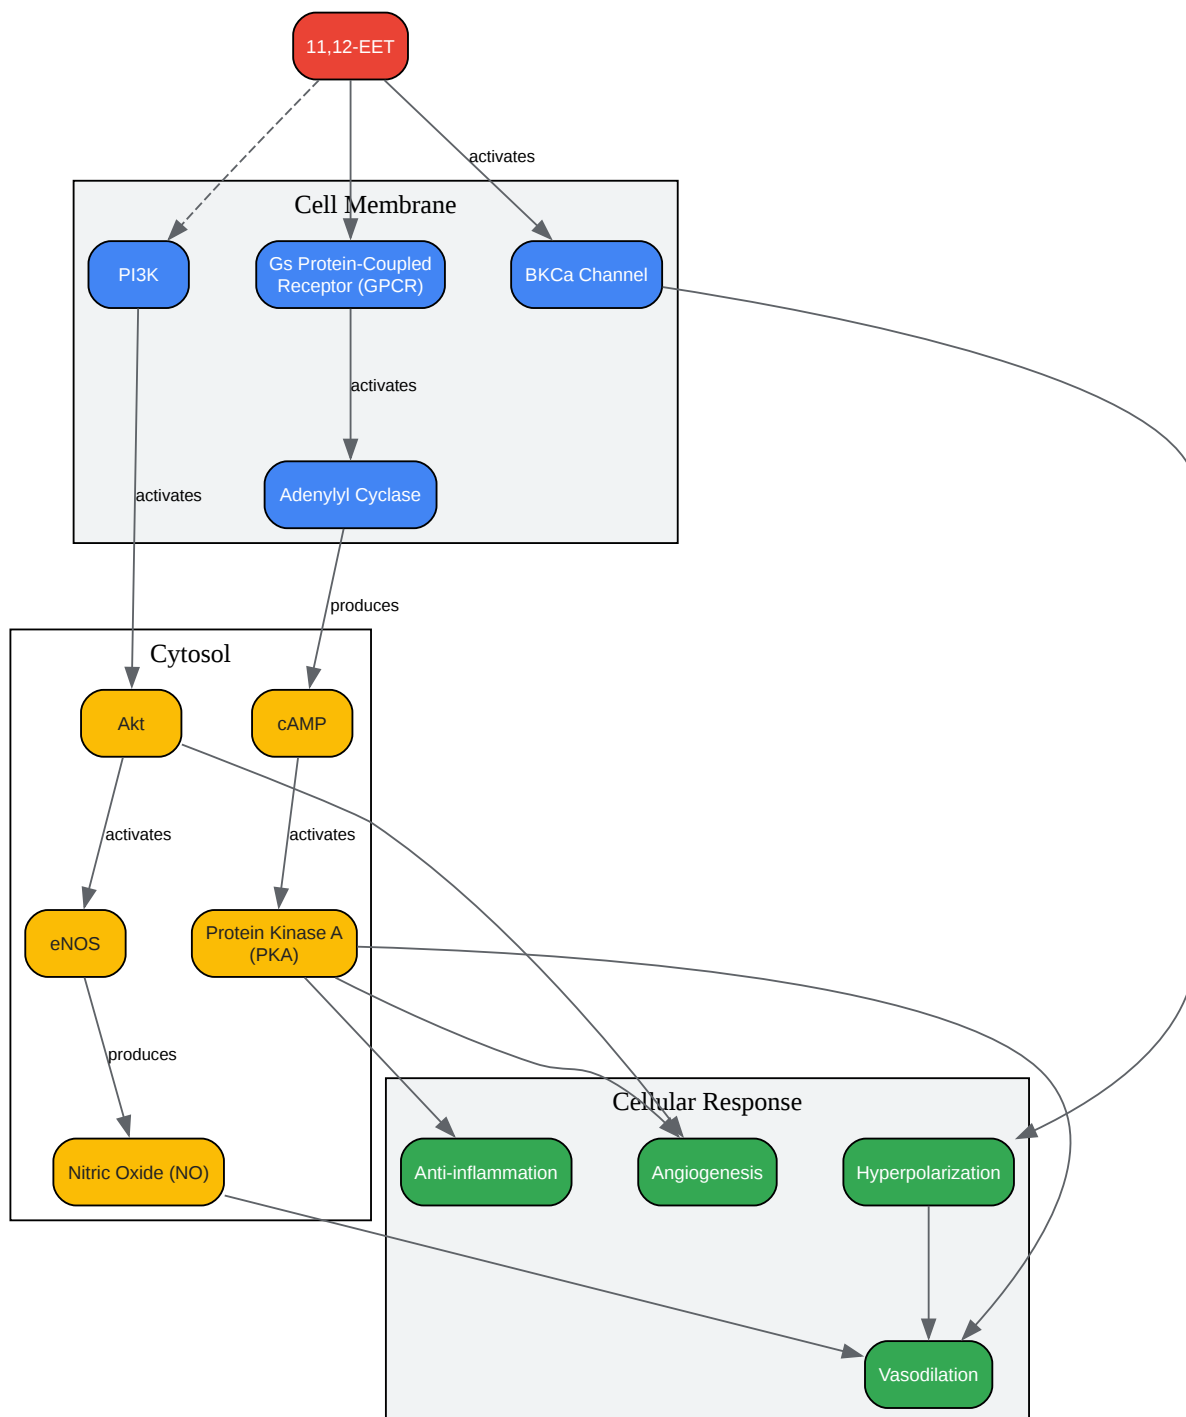 11,12-EET
activates
Cell Membrane
PI3K
Gs Protein-Coupled
Receptor (GPCR)
BKCa Channel
activates
activates
Adenylyl Cyclase
produces
Cytosol
Akt
cAMP
activates
activates
eNOS
Protein Kinase A
(PKA)
produces
Cellular Response
Nitric Oxide (NO)
Anti-inflammation
Angiogenesis
Hyperpolarization
Vasodilation